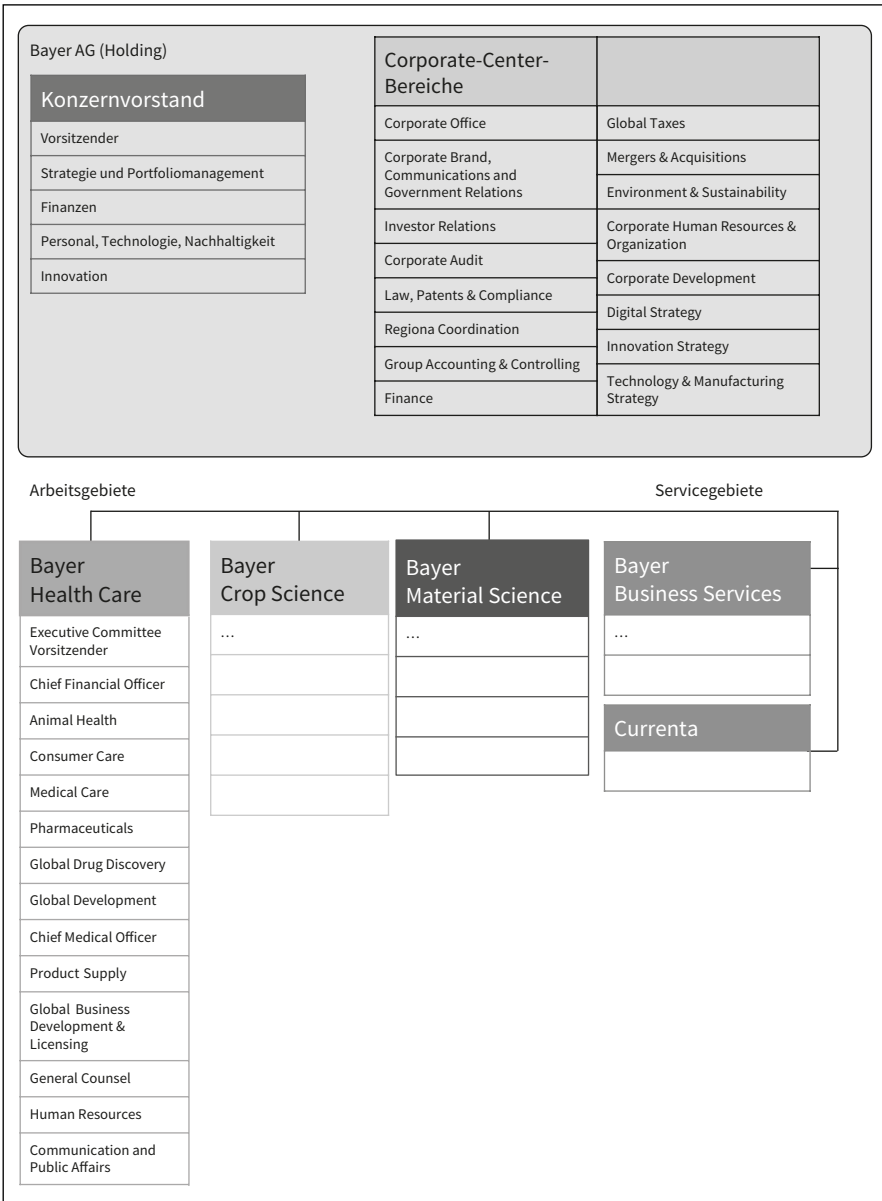 Bayer AG (Holding)
Konzernvorstand
Vorsitzender
Strategie und Portfoliomanagement
Finanzen
Personal, Technologie, Nachhaltigkeit
Innovation
Corporate-Center-
Bereiche
Corporate Office
Corporate Brand,
Communications and
Government Relations
Investor Relations
Corporate Audit
Law, Patents & Compliance
Regiona Coordination
Group Accounting & Controlling
Finance
Global Taxes
Mergers & Acquisitions
Environment & Sustainability
Corporate Human Resources &
Organization
Corporate Development
Digital Strategy
Innovation Strategy
Technology & Manufacturing
Strategy
Arbeitsgebiete
Servicegebiete
Bayer
Health Care
Executive Committee
Vorsitzender
Chief Financial Officer
Animal Health
Consumer Care
Medical Care
Pharmaceuticals
Global Drug Discovery
Global Development
Chief Medical Officer
Product Supply
Global Business
Development &
Licensing
General Counsel
Human Resources
Communication and
Public Affairs
Bayer
Crop Science
…
Bayer
Material Science
…
Bayer
Business Services
…
Currenta